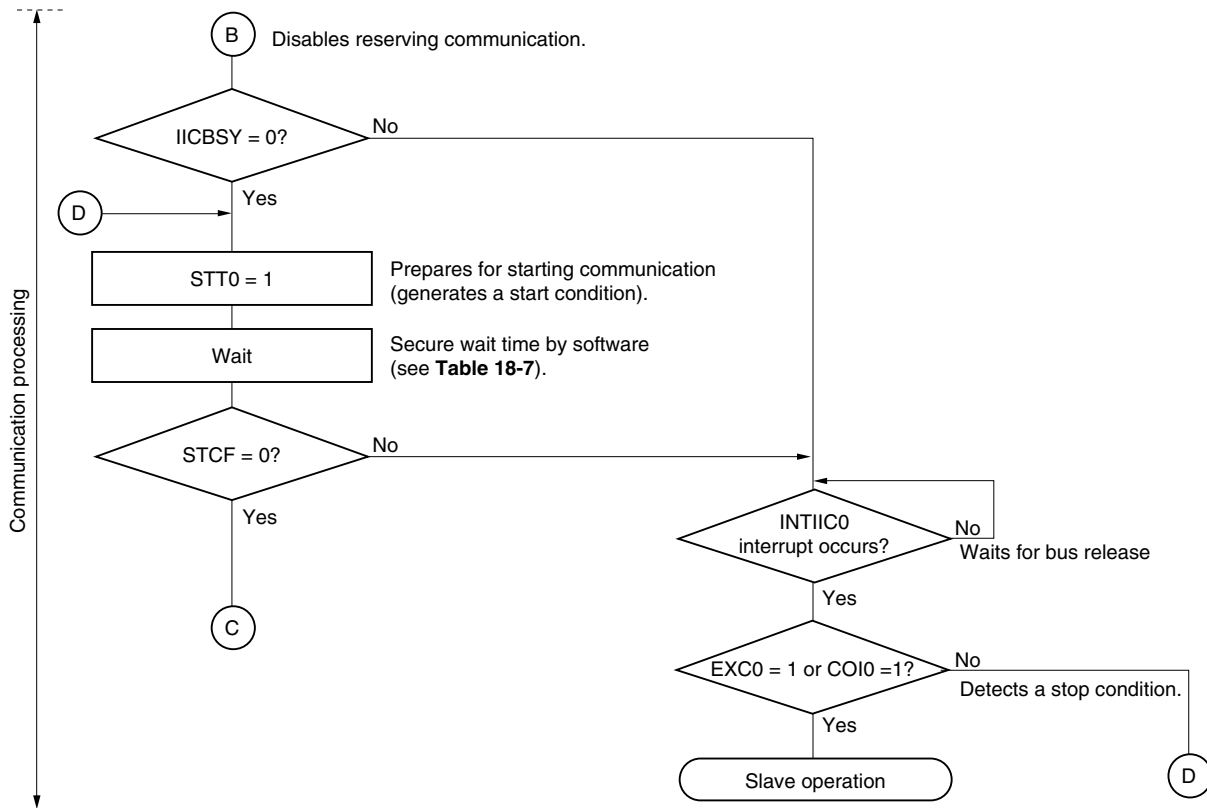 B
Disables reserving communication.
IICBSY = 0?
No
Yes
D
STT0 = 1
Prepares for starting communication
(generates a start condition).
Wait
Secure wait time by software
(see Table 18-7).
STCF = 0?
No
Yes
C
INTIIC0
interrupt occurs?
No
Waits for bus release
Yes
EXC0 = 1 or COI0 =1?
No
Detects a stop condition.
Yes
Slave operation
D
Communication processing